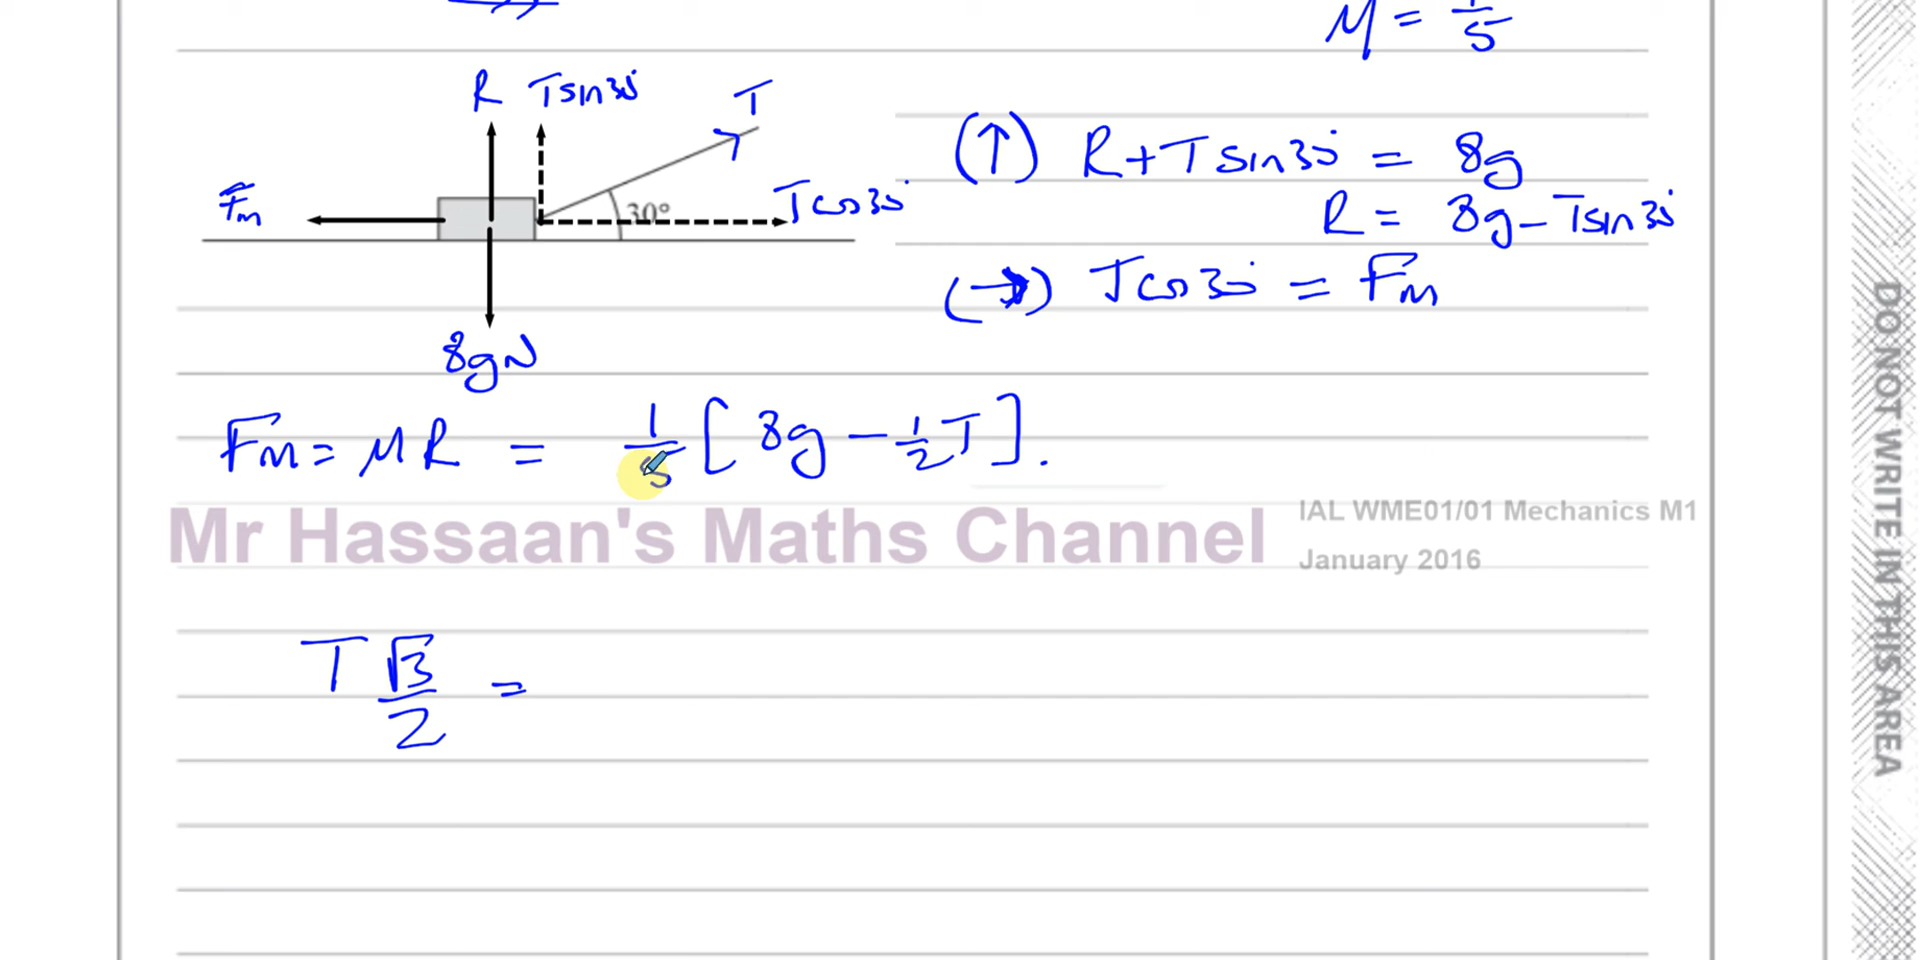 M = 1/5
R Tsin30 T
(↑) R + Tsin30 = 8g
Fm 30° Tcos30
R = 8g - Tsin30
(→) Tcos30 = Fm
8gN
Fm = MR = 1/5 [8g - 1/2 T].
Mr Hassaan's Maths Channel
IAL WME01/01 Mechanics M1
January 2016
T √3/2 =
DO NOT WRITE IN THIS AREA